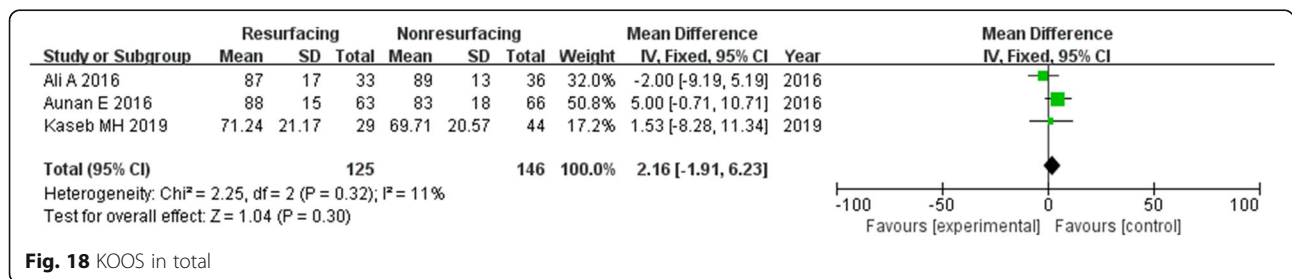 Resurfacing Nonresurfacing Mean Difference Mean Difference
Study or Subgroup Mean SD Total Mean SD Total Weight IV, Fixed, 95% CI Year IV, Fixed, 95% CI
Ali A 2016 87 17 33 89 13 36 32.0% -2.00 [-9.19, 5.19] 2016
Aunan E 2016 88 15 63 83 18 66 50.8% 5.00 [-0.71, 10.71] 2016
Kaseb MH 2019 71.24 21.17 29 69.71 20.57 44 17.2% 1.53 [-8.28, 11.34] 2019
Total (95% CI) 125 146 100.0% 2.16 [-1.91, 6.23]
Heterogeneity: Chi² = 2.25, df = 2 (P = 0.32); I² = 11%
Test for overall effect: Z = 1.04 (P = 0.30)
-100 -50 0 50 100
Favours [experimental] Favours [control]
Fig. 18 KOOS in total